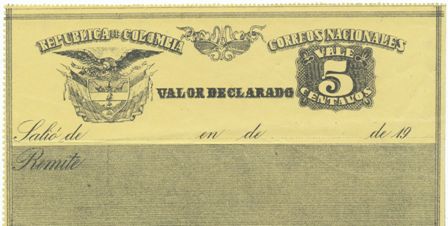 REPUBLICA DE COLOMBIA
CORREOS NACIONALES
VALOR DECLARADO
VALE
5
CENTAVOS
Salió de en de de 19
Remite